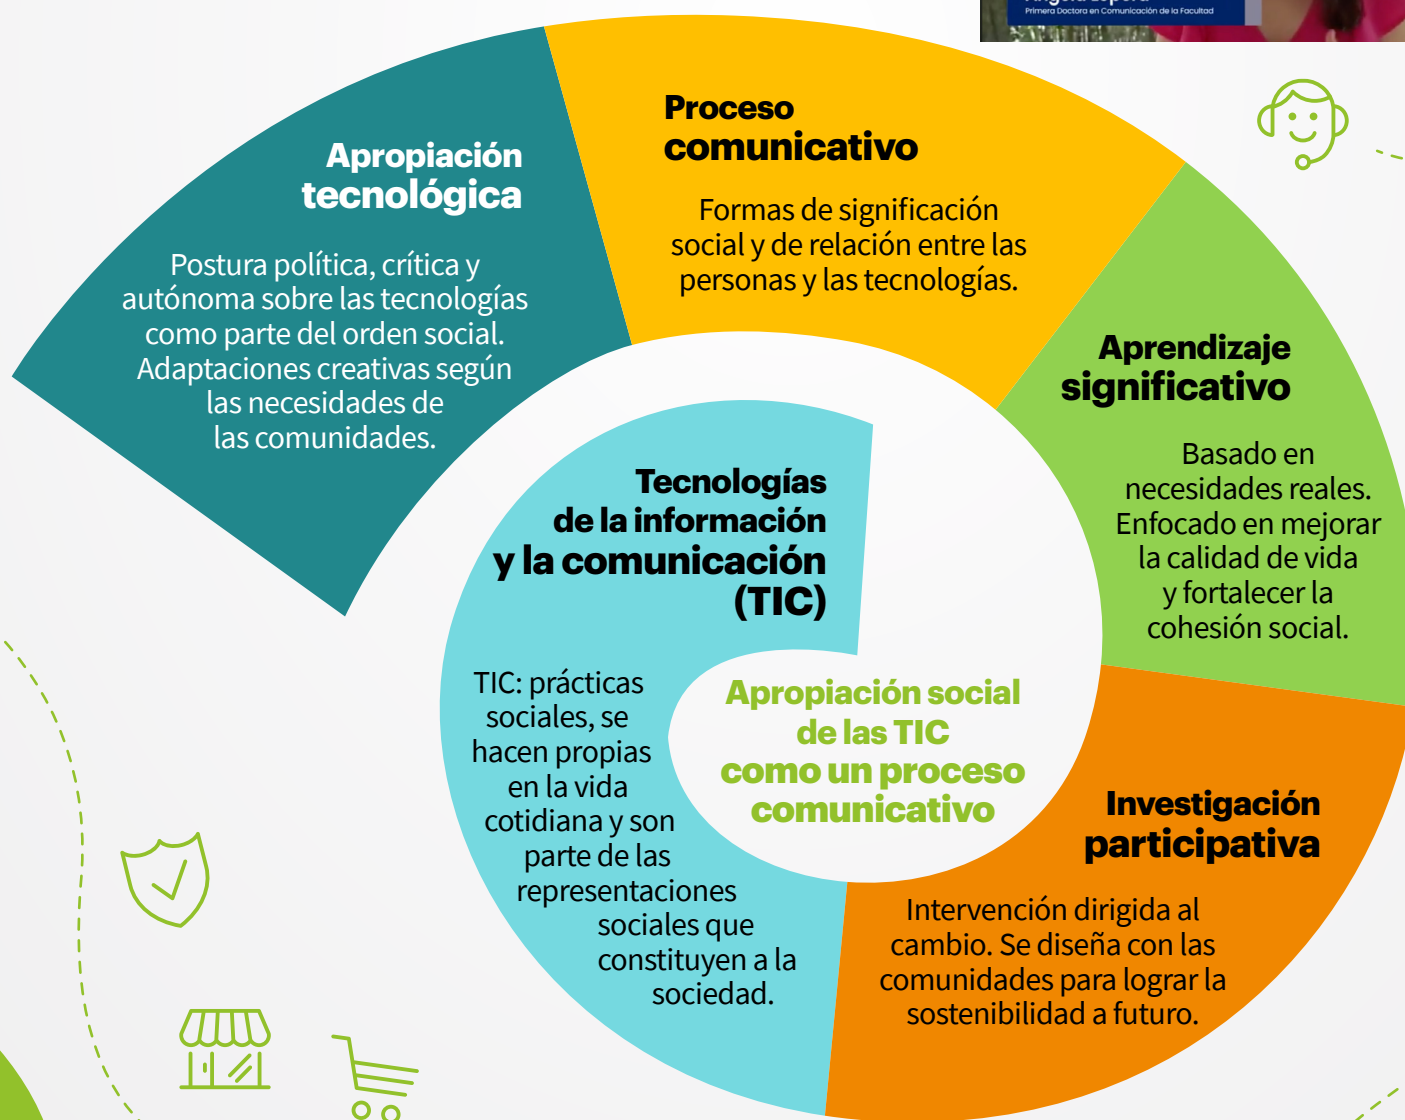 Primera Doctora en Comunicación de la Facultad
Apropiación
tecnológica
Postura política, crítica y
autónoma sobre las tecnologías
como parte del orden social.
Adaptaciones creativas según
las necesidades de
las comunidades.
Proceso
comunicativo
Formas de significación
social y de relación entre las
personas y las tecnologías.
Aprendizaje
significativo
Basado en
necesidades reales.
Enfocado en mejorar
la calidad de vida
y fortalecer la
cohesión social.
Investigación
participativa
Intervención dirigida al
cambio. Se diseña con las
comunidades para lograr la
sostenibilidad a futuro.
Tecnologías
de la información
y la comunicación
(TIC)
TIC: prácticas
sociales, se
hacen propias
en la vida
cotidiana y son
parte de las
representaciones
sociales que
constituyen a la
sociedad.
Apropiación social
de las TIC
como un proceso
comunicativo